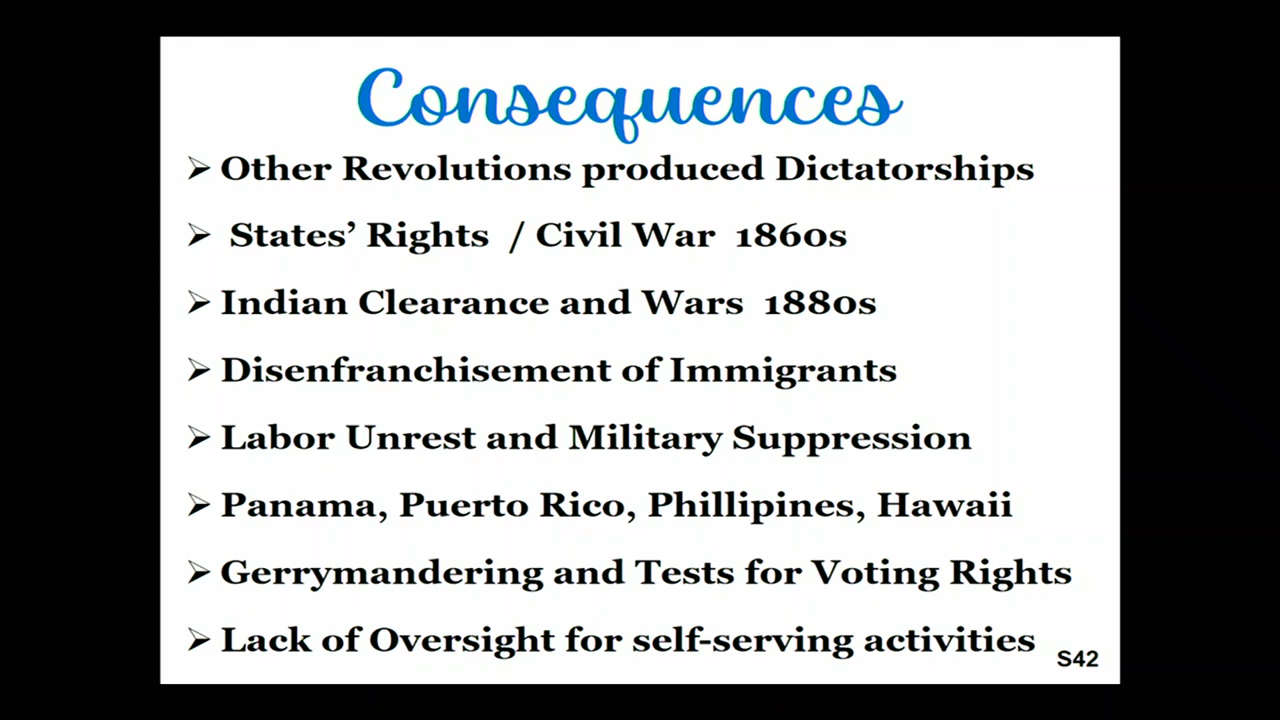 Consequences
➢ Other Revolutions produced Dictatorships
➢ States’ Rights / Civil War 1860s
➢ Indian Clearance and Wars 1880s
➢ Disenfranchisement of Immigrants
➢ Labor Unrest and Military Suppression
➢ Panama, Puerto Rico, Phillipines, Hawaii
➢ Gerrymandering and Tests for Voting Rights
➢ Lack of Oversight for self-serving activities
S42